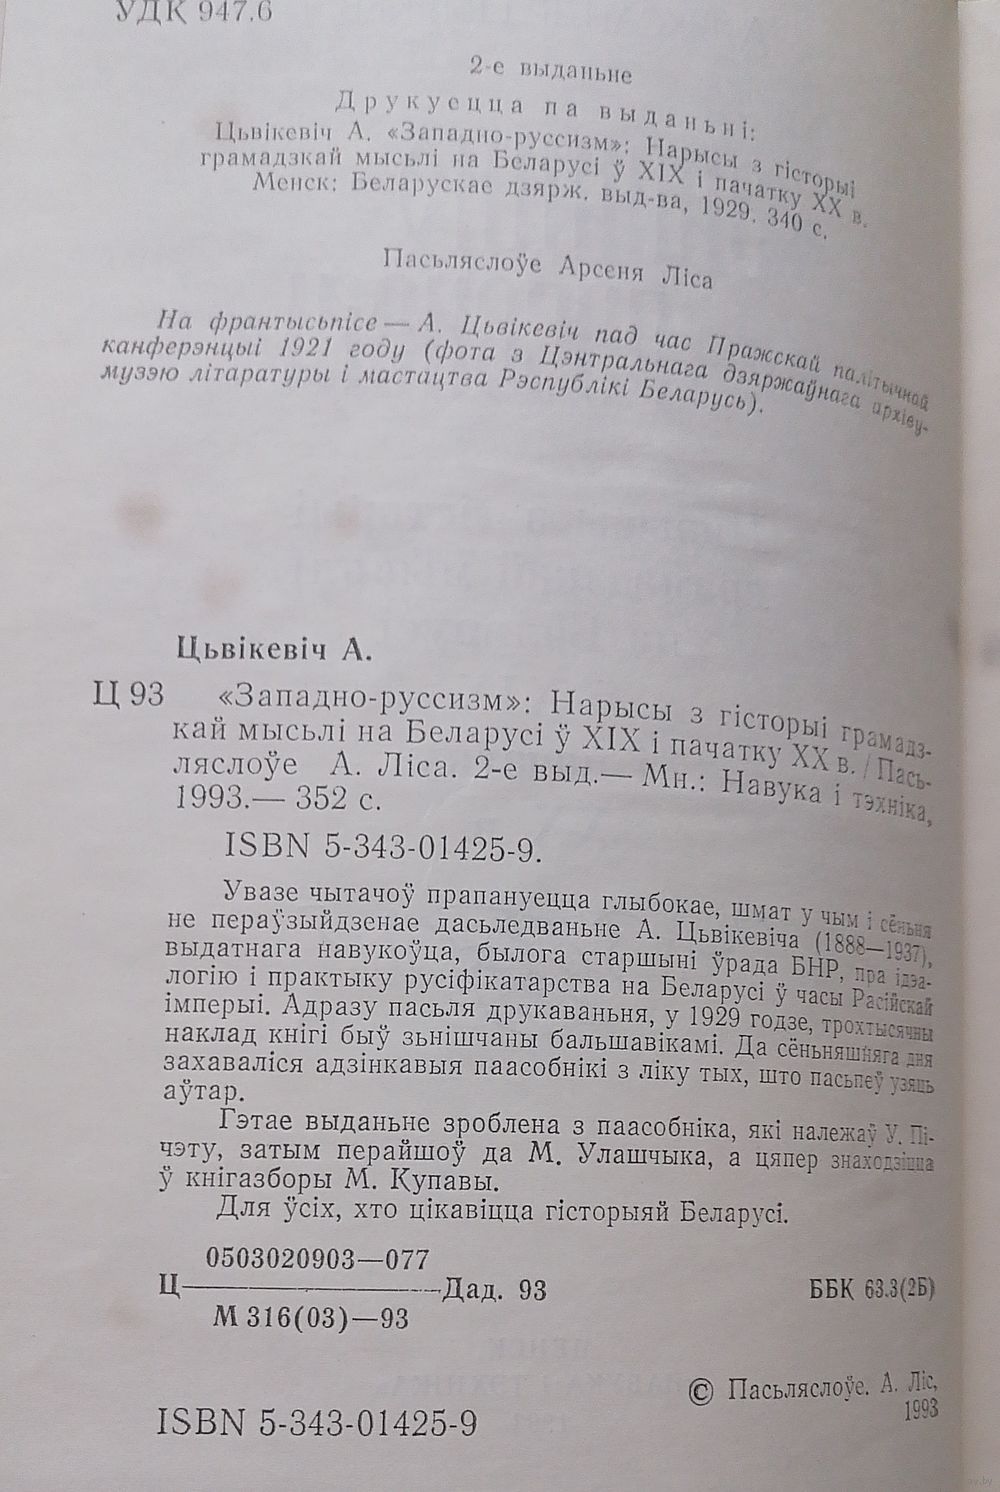 УДК 947.6
2-е выданьне
Друкуецца па выданьні:
Цьвікевіч А. «Западно-руссизм»: Нарысы з гісторыі
грамадзкай мысьлі на Беларусі ў XIX і пачатку XX в.
Менск: Беларускае дзярж. выд-ва, 1929. 340 с.
Пасьляслоўе Арсеня Ліса
На франтысьпісе — А. Цьвікевіч пад час Пражскай палітычнай
канферэнцыі 1921 году (фота з Цэнтральнага дзяржаўнага архіву-
музэю літаратуры і мастацтва Рэспублікі Беларусь).
Цьвікевіч А.
Ц 93 «Западно-руссизм»: Нарысы з гісторыі грамадз-
кай мысьлі на Беларусі ў XIX і пачатку XX в. / Пась-
ляслоўе А. Ліса. 2-е выд.— Мн.: Навука і тэхніка,
1993.— 352 с.
ISBN 5-343-01425-9.
Увазе чытачоў прапануецца глыбокае, шмат у чым і сёньня
не пераўзыйдзенае дасьледваньне А. Цьвікевіча (1888—1937),
выдатнага навукоўца, былога старшыні ўрада БНР, пра ідэа-
логію і практыку русіфікатарства на Беларусі ў часы Расійскай
імперыі. Адразу пасьля друкаваньня, у 1929 годзе, трохтысячны
наклад кнігі быў зьнішчаны бальшавікамі. Да сёньняшняга дня
захаваліся адзінкавыя паасобнікі з ліку тых, што пасьпеў узяць
аўтар.
Гэтае выданьне зроблена з паасобніка, які належаў У. Пі-
чэту, затым перайшоў да М. Улашчыка, а цяпер знаходзіцца
ў кнігазборы М. Купавы.
Для ўсіх, хто цікавіцца гісторыяй Беларусі.
0503020903—077
Ц Дад. 93 ББК 63.3(2Б)
М 316(03)—93
© Пасьляслоўе. А. Ліс,
1993
ISBN 5-343-01425-9